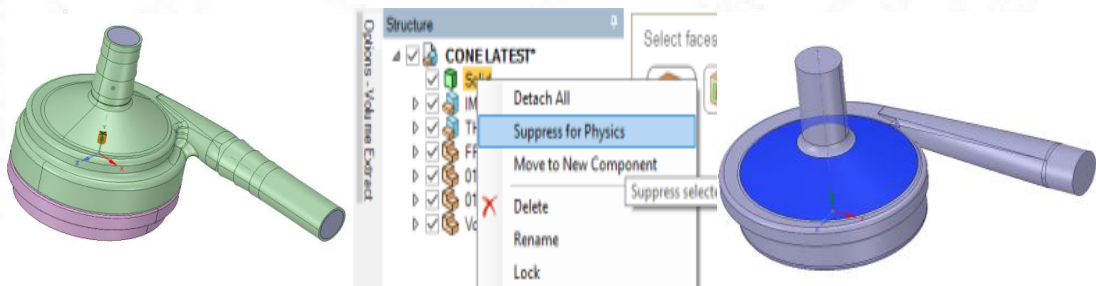 Options - Volume Extract
Structure
CONE LATEST*
Solid
IM
TH
FF
01
01
Vo
Select faces
Detach All
Suppress for Physics
Move to New Component
Suppress selecte
Delete
Rename
Lock